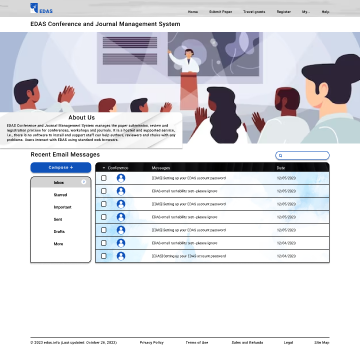 EDAS
Home Submit Paper Travel grants Register My... Help
EDAS Conference and Journal Management System
About Us
EDAS Conference and Journal Management System manages the paper submission, review and
registration process for conferences, workshops and journals. It is a hosted and supported service,
i.e., there is no software to install and support staff can help authors, reviewers and chairs with any
problems. Users interact with EDAS using standard web browsers.
Recent Email Messages
Compose +
Inbox
Starred
Important
Sent
Drafts
More
Conference Messages Date
[EDAS] Setting up your EDAS account password 12/05/2023
EDAS email testability test - please ignore 12/05/2023
[EDAS] Setting up your EDAS account password 12/05/2023
EDAS email testability test - please ignore 12/05/2023
[EDAS] Setting up your EDAS account password 12/05/2023
EDAS email testability test - please ignore 12/04/2023
[EDAS] Setting up your EDAS account password 12/04/2023
© 2023 edas.info (Last updated: October 26, 2023) Privacy Policy Terms of Use Sales and Refunds Legal Site Map